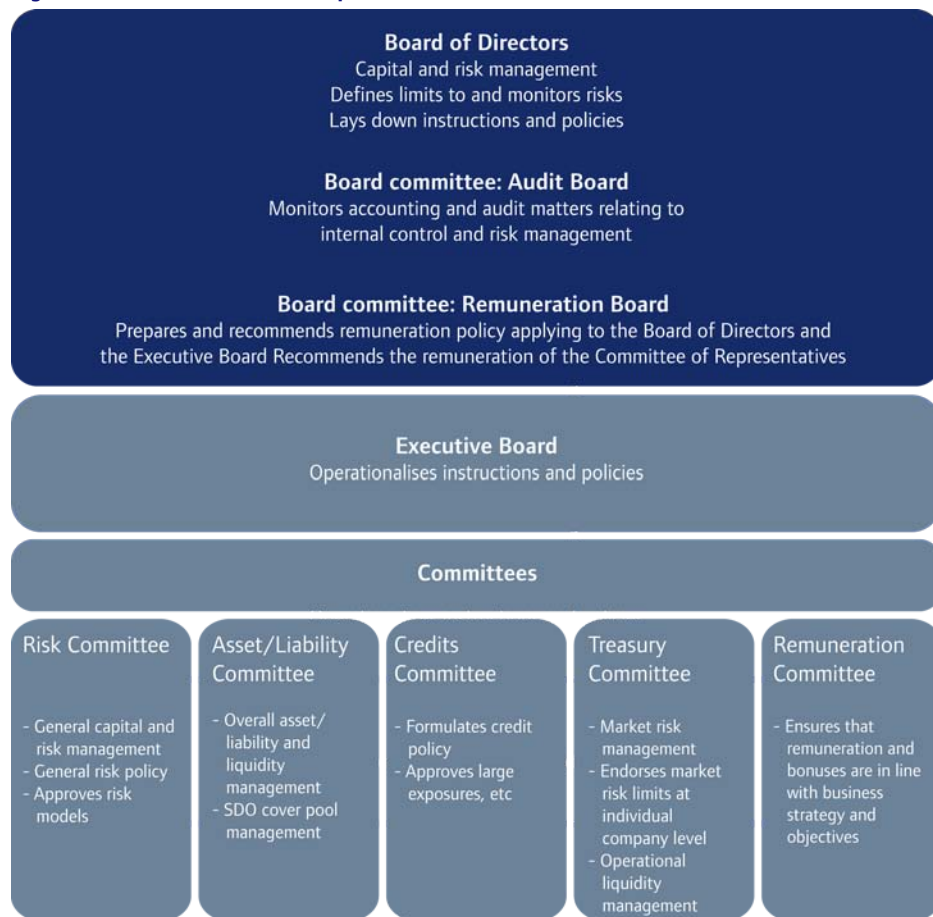 Board of Directors
Capital and risk management
Defines limits to and monitors risks
Lays down instructions and policies
Board committee: Audit Board
Monitors accounting and audit matters relating to
internal control and risk management
Board committee: Remuneration Board
Prepares and recommends remuneration policy applying to the Board of Directors and
the Executive Board Recommends the remuneration of the Committee of Representatives
Executive Board
Operationalises instructions and policies
Committees
Risk Committee
- General capital and
risk management
- General risk policy
- Approves risk
models
Asset/Liability
Committee
- Overall asset/
liability and
liquidity
management
- SDO cover pool
management
Credits
Committee
- Formulates credit
policy
- Approves large
exposures, etc
Treasury
Committee
- Market risk
management
- Endorses market
risk limits at
individual
company level
- Operational
liquidity
management
Remuneration
Committee
- Ensures that
remuneration and
bonuses are in line
with business
strategy and
objectives